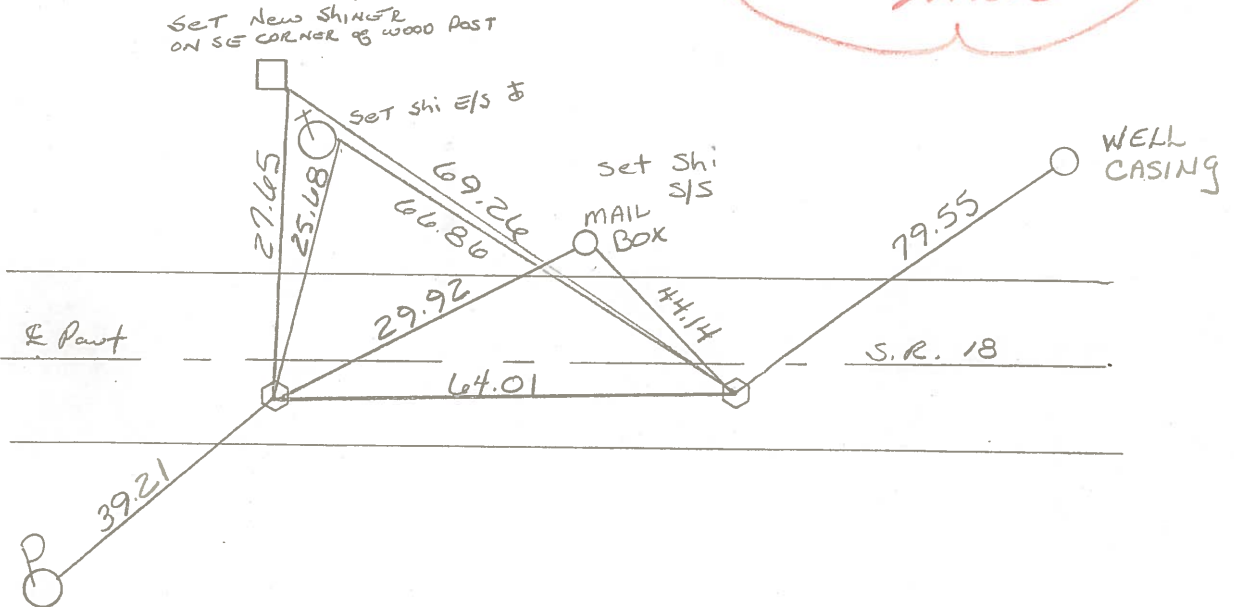 SET New SHINER
ON SE CORNER of WOOD POST
Set Shi E/S
Set Shi
S/S
MAIL
BOX
WELL
CASING
27.65
25.68
69.26
66.86
29.92
44.14
79.55
℄ Pavt
S.R. 18
64.01
39.21
P